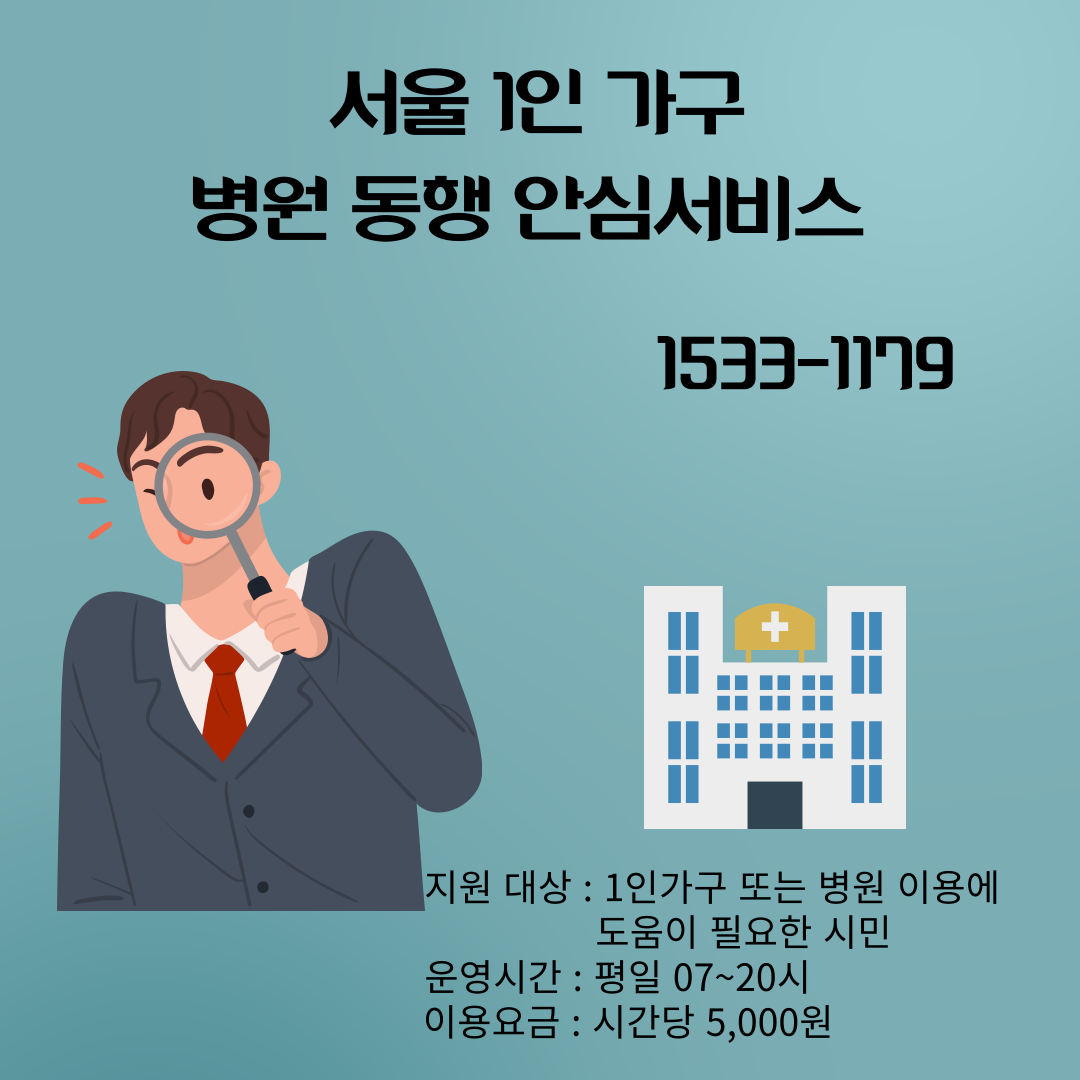 서울 1인 가구
병원 동행 안심서비스
1533-1179
지원 대상 : 1인가구 또는 병원 이용에
도움이 필요한 시민
운영시간 : 평일 07~20시
이용요금 : 시간당 5,000원